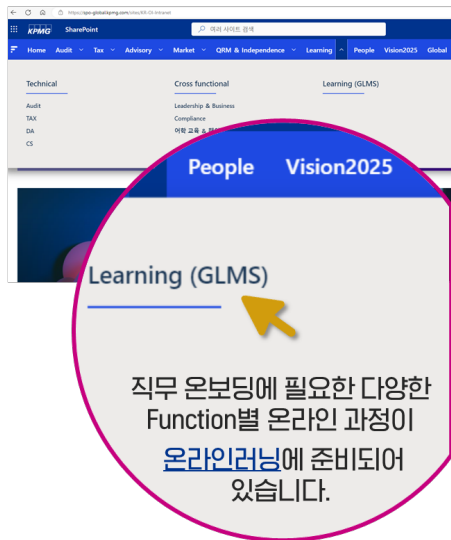 https://spo-global.kpmg.com/sites/KR-OI-Intranet
KPMG SharePoint 여러 사이트 검색
Home Audit Tax Advisory Market QRM & Independence Learning People Vision2025 Global
Technical Cross functional Learning (GLMS)
Audit Leadership & Business
TAX Compliance
DA 어학 교육 &
CS
People Vision2025
Learning (GLMS)
직무 온보딩에 필요한 다양한
Function별 온라인 과정이
온라인러닝에 준비되어
있습니다.